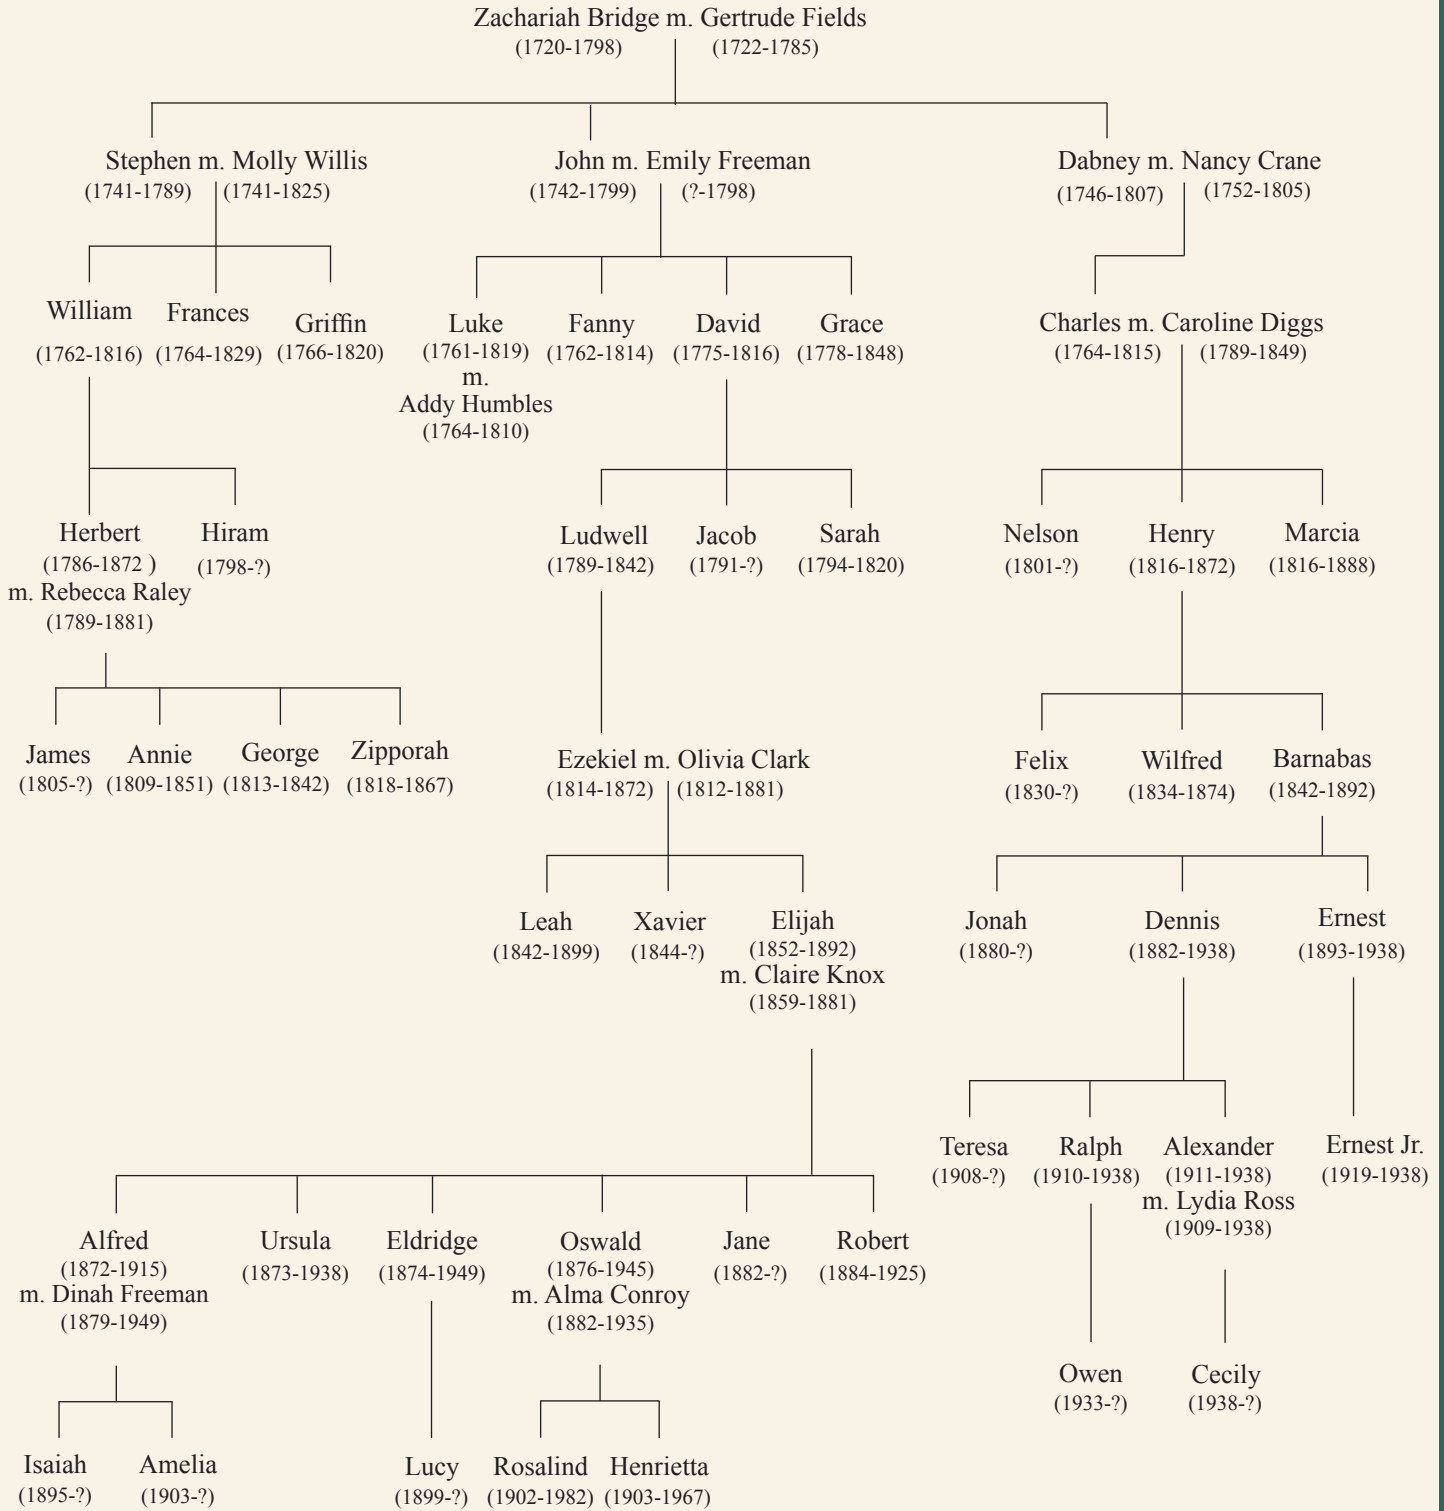 Zachariah Bridge m. Gertrude Fields
(1720-1798) (1722-1785)
Stephen m. Molly Willis
(1741-1789) (1741-1825)
John m. Emily Freeman
(1742-1799) (?-1798)
Dabney m. Nancy Crane
(1746-1807) (1752-1805)
William
(1762-1816)
Frances
(1764-1829)
Griffin
(1766-1820)
Luke
(1761-1819)
m.
Addy Humbles
(1764-1810)
Fanny
(1762-1814)
David
(1775-1816)
Grace
(1778-1848)
Charles m. Caroline Diggs
(1764-1815) (1789-1849)
Herbert
(1786-1872 )
m. Rebecca Raley
(1789-1881)
Hiram
(1798-?)
Ludwell
(1789-1842)
Jacob
(1791-?)
Sarah
(1794-1820)
Nelson
(1801-?)
Henry
(1816-1872)
Marcia
(1816-1888)
James
(1805-?)
Annie
(1809-1851)
George
(1813-1842)
Zipporah
(1818-1867)
Ezekiel m. Olivia Clark
(1814-1872) (1812-1881)
Felix
(1830-?)
Wilfred
(1834-1874)
Barnabas
(1842-1892)
Leah
(1842-1899)
Xavier
(1844-?)
Elijah
(1852-1892)
m. Claire Knox
(1859-1881)
Jonah
(1880-?)
Dennis
(1882-1938)
Ernest
(1893-1938)
Teresa
(1908-?)
Ralph
(1910-1938)
Alexander
(1911-1938)
m. Lydia Ross
(1909-1938)
Ernest Jr.
(1919-1938)
Alfred
(1872-1915)
m. Dinah Freeman
(1879-1949)
Ursula
(1873-1938)
Eldridge
(1874-1949)
Oswald
(1876-1945)
m. Alma Conroy
(1882-1935)
Jane
(1882-?)
Robert
(1884-1925)
Owen
(1933-?)
Cecily
(1938-?)
Isaiah
(1895-?)
Amelia
(1903-?)
Lucy
(1899-?)
Rosalind
(1902-1982)
Henrietta
(1903-1967)